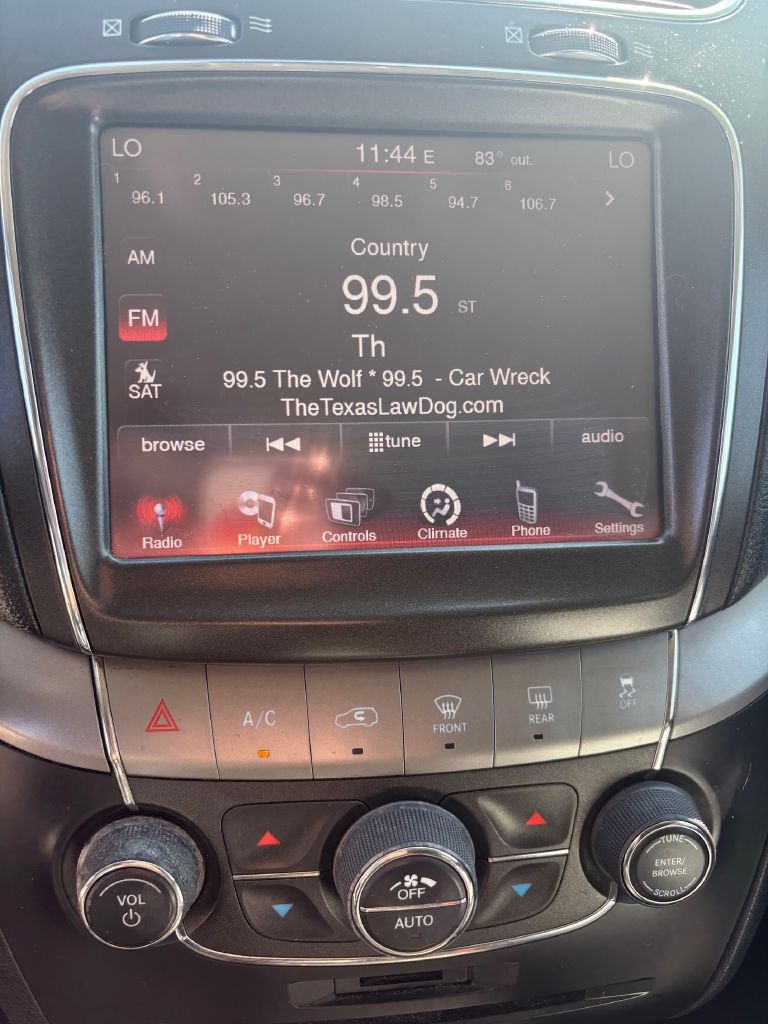 LO 11:44 E 83° out. LO
1 2 3 4 5 6
96.1 105.3 96.7 98.5 94.7 106.7 >
Country
AM
99.5 ST
FM
Th
SAT
99.5 The Wolf * 99.5 - Car Wreck
TheTexasLawDog.com
browse tune audio
Radio Player Controls Climate Phone Settings
A/C FRONT REAR OFF
VOL
OFF
AUTO
TUNE
ENTER/
BROWSE
SCROLL